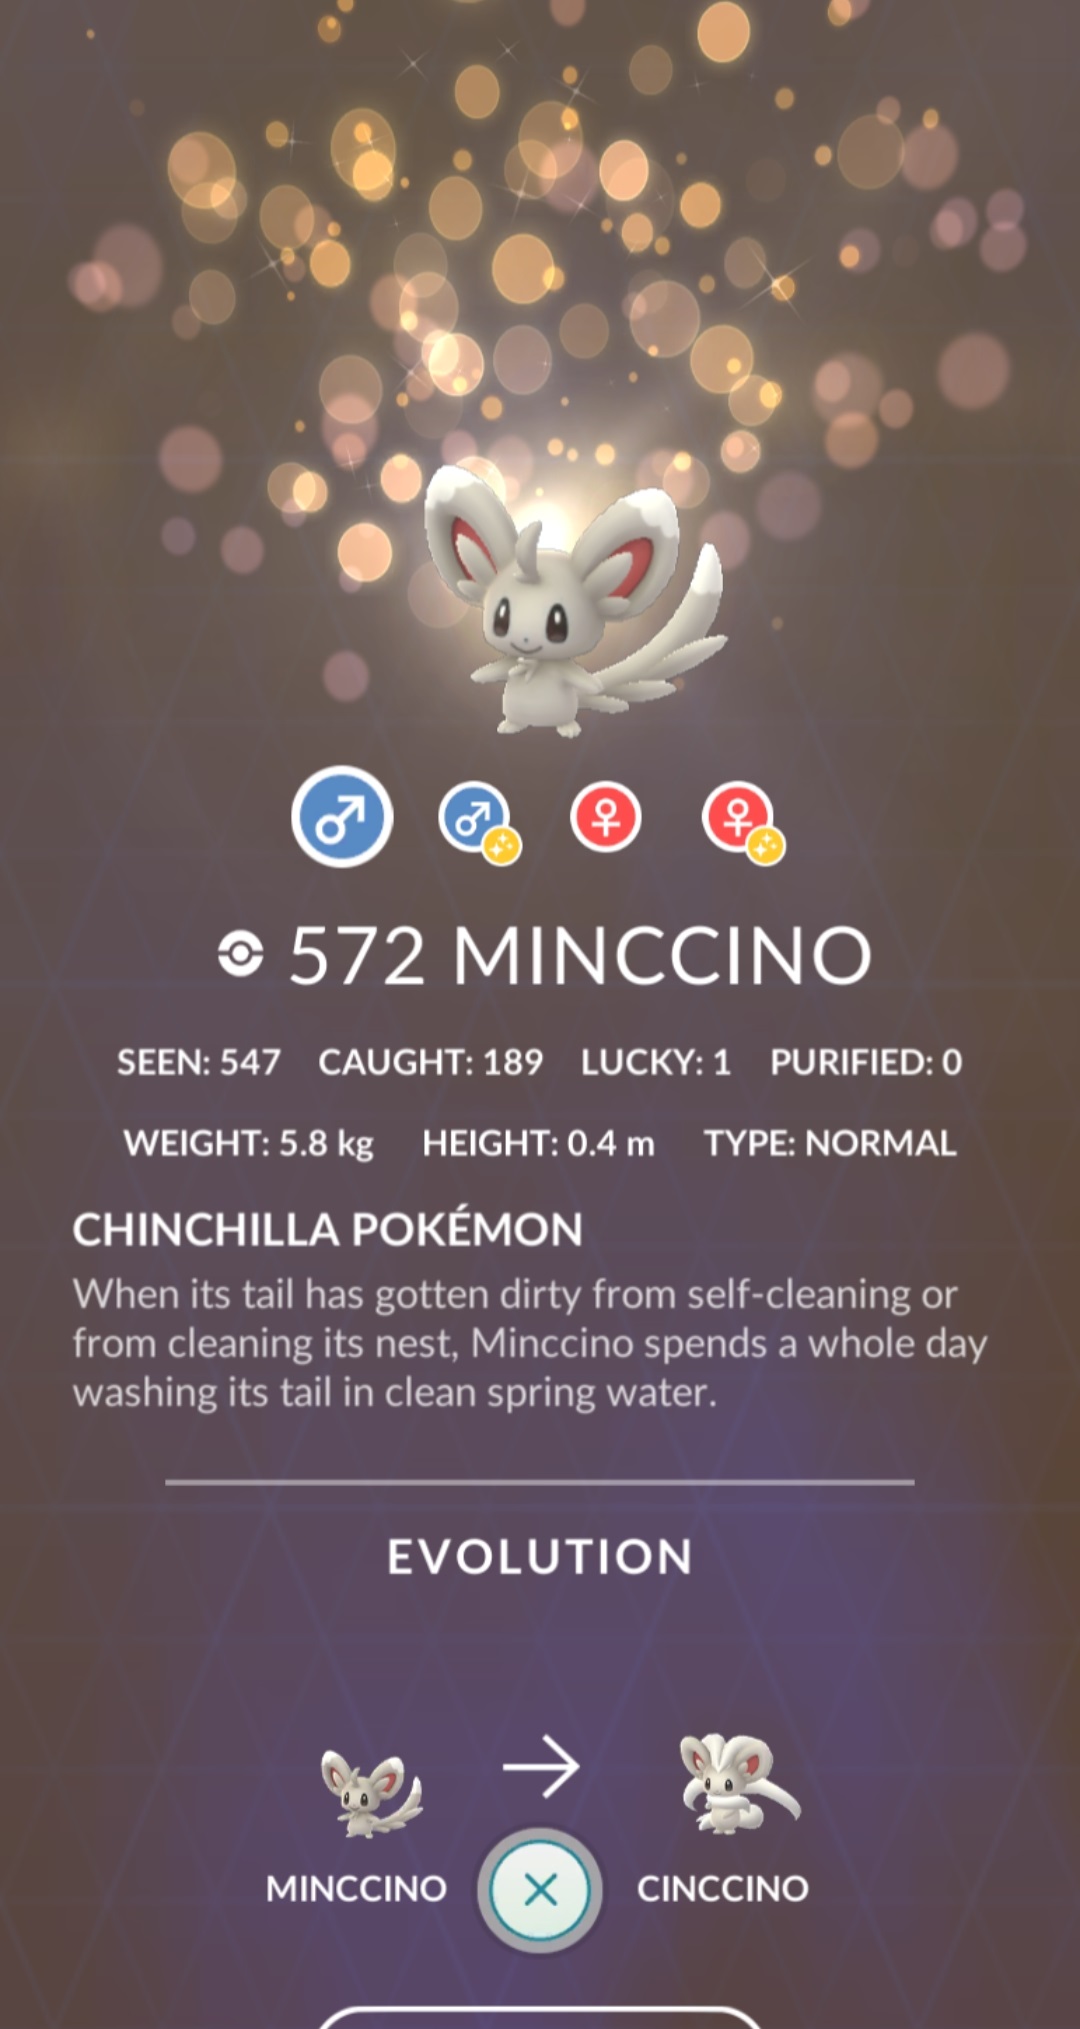 572 MINCCINO
SEEN: 547 CAUGHT: 189 LUCKY: 1 PURIFIED: 0
WEIGHT: 5.8 kg HEIGHT: 0.4 m TYPE: NORMAL
CHINCHILLA POKÉMON
When its tail has gotten dirty from self-cleaning or
from cleaning its nest, Minccino spends a whole day
washing its tail in clean spring water.
EVOLUTION
MINCCINO CINCCINO